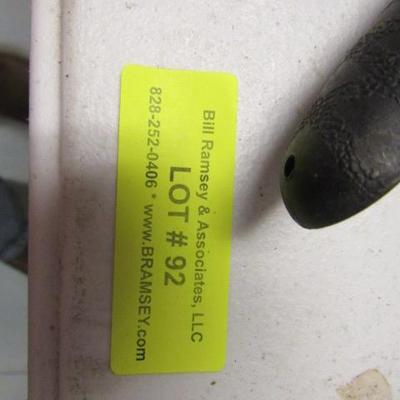 Bill Ramsey & Associates, LLC
LOT # 92
828-252-0406 * www.BRAMSEY.com